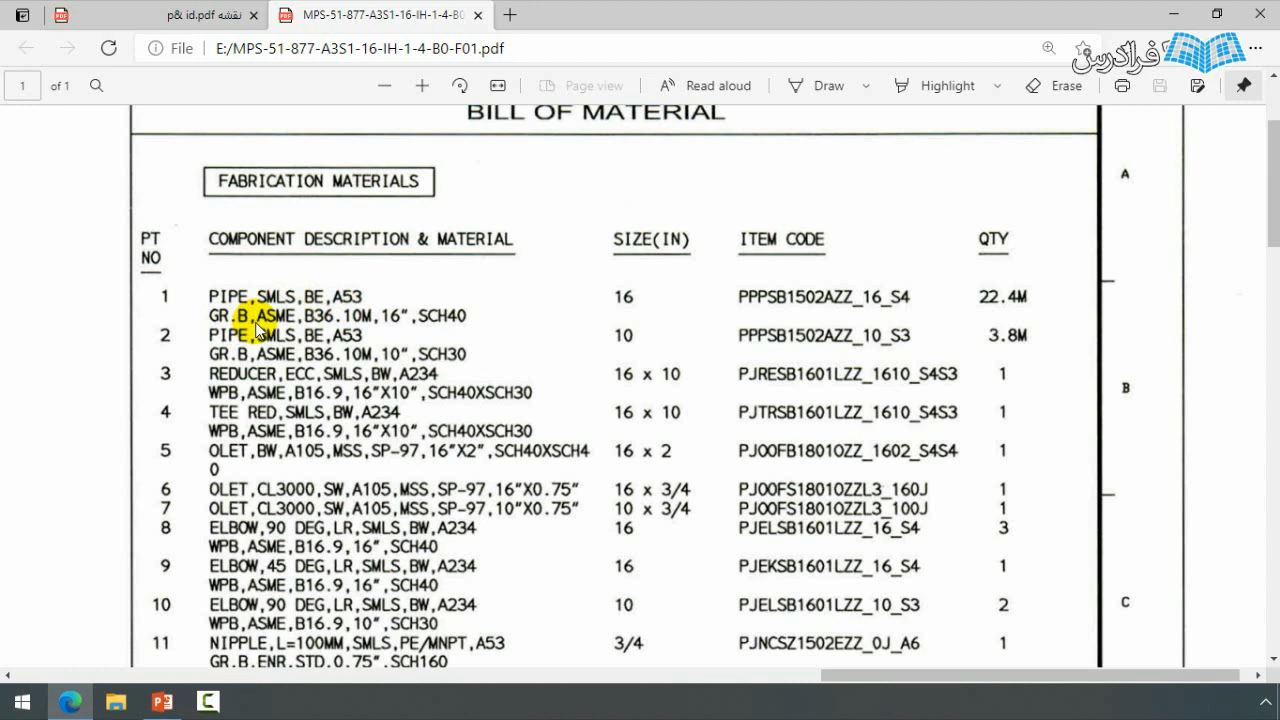 نقشه p& id.pdf
MPS-51-877-A3S1-16-IH-1-4-B0
File
E:/MPS-51-877-A3S1-16-IH-1-4-B0-F01.pdf
فرادرس
1 of 1
Page view
Read aloud
Draw
Highlight
Erase
BILL OF MATERIAL
FABRICATION MATERIALS
A
PT NO COMPONENT DESCRIPTION & MATERIAL SIZE(IN) ITEM CODE QTY
1 PIPE,SMLS,BE,A53 16 PPPSB1502AZZ_16_S4 22.4M
GR.B,ASME,B36.10M,16",SCH40
2 PIPE,SMLS,BE,A53 10 PPPSB1502AZZ_10_S3 3.8M
GR.B,ASME,B36.10M,10",SCH30
3 REDUCER,ECC,SMLS,BW,A234 16 x 10 PJRESB1601LZZ_1610_S4S3 1
WPB,ASME,B16.9,16"X10",SCH40XSCH30
B
4 TEE RED,SMLS,BW,A234 16 x 10 PJTRSB1601LZZ_1610_S4S3 1
WPB,ASME,B16.9,16"X10",SCH40XSCH30
5 OLET,BW,A105,MSS,SP-97,16"X2",SCH40XSCH4 16 x 2 PJOOFB1801OZZ_1602_S4S4 1
0
6 OLET,CL3000,SW,A105,MSS,SP-97,16"X0.75" 16 x 3/4 PJOOFS1801OZZL3_160J 1
7 OLET,CL3000,SW,A105,MSS,SP-97,10"X0.75" 10 x 3/4 PJOOFS1801OZZL3_100J 1
8 ELBOW,90 DEG,LR,SMLS,BW,A234 16 PJELSB1601LZZ_16_S4 3
WPB,ASME,B16.9,16",SCH40
9 ELBOW,45 DEG,LR,SMLS,BW,A234 16 PJEKSB1601LZZ_16_S4 1
WPB,ASME,B16.9,16",SCH40
10 ELBOW,90 DEG,LR,SMLS,BW,A234 10 PJELSB1601LZZ_10_S3 2
C
WPB,ASME,B16.9,10",SCH30
11 NIPPLE,L=100MM,SMLS,PE/MNPT,A53 3/4 PJNCSZ1502EZZ_0J_A6 1
GR.B,ENR.STD,0.75",SCH160